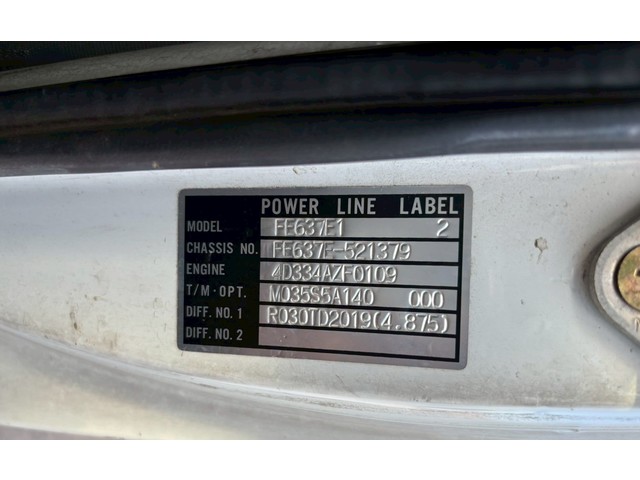 POWER LINE LABEL
MODEL FE637E1 2
CHASSIS NO. FE637E-521379
ENGINE 4D334AZF0109
T/M·OPT. M035S5A140 000
DIFF. NO. 1 R030TD2019(4.875)
DIFF. NO. 2